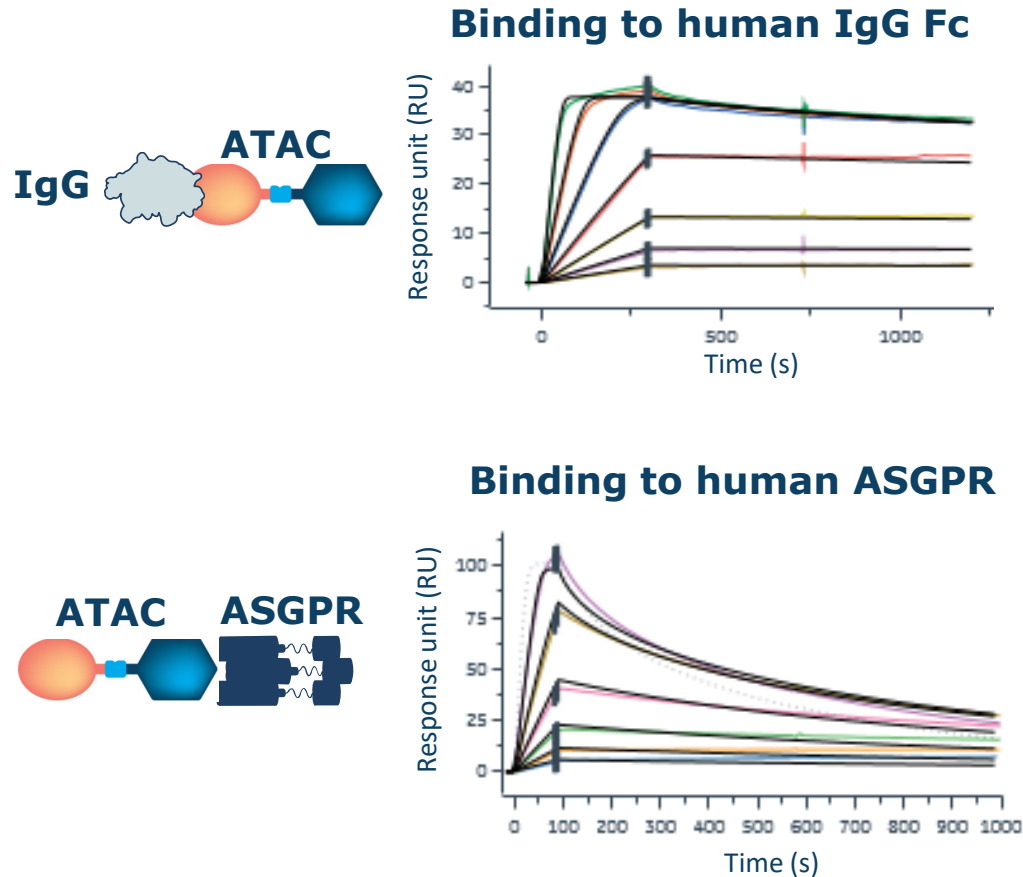 Binding to human IgG Fc
ATAC
IgG
Response unit (RU)
40
30
20
10
0
0 500 1000
Time (s)
Binding to human ASGPR
ATAC ASGPR
Response unit (RU)
100
75
50
25
0
0 100 200 300 400 500 600 700 800 900 1000
Time (s)